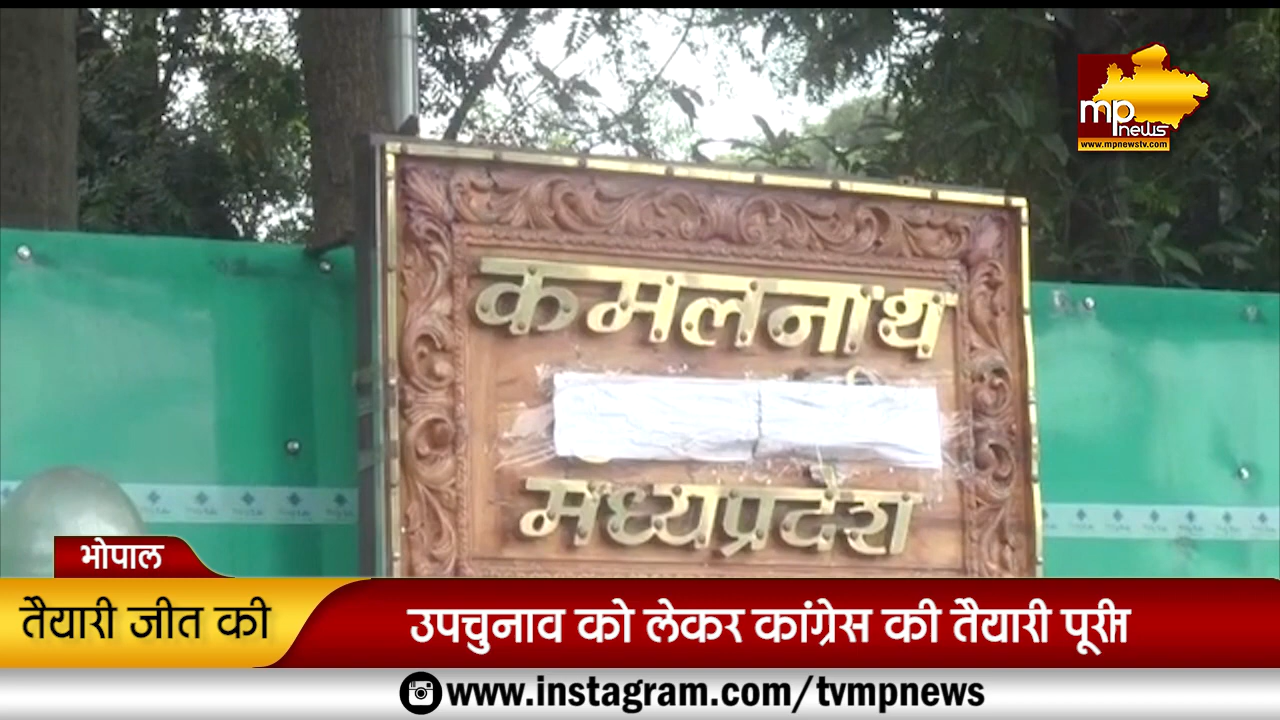 mp
news
www.mpnewstv.com
कमलनाथ
मध्यप्रदेश
भोपाल
तैयारी जीत की
उपचुनाव को लेकर कांग्रेस की तैयारी पूरी
www.instagram.com/tvmpnews